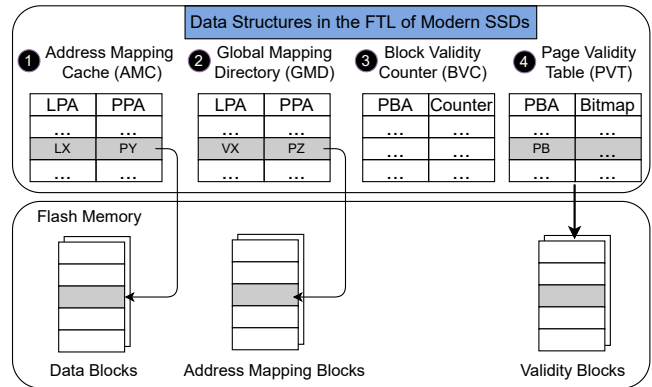 Data Structures in the FTL of Modern SSDs
1 Address Mapping
Cache (AMC)
2 Global Mapping
Directory (GMD)
3 Block Validity
Counter (BVC)
4 Page Validity
Table (PVT)
LPA PPA
... ...
LX PY
... ...
LPA PPA
... ...
VX PZ
... ...
PBA Counter
... ...
... ...
... ...
PBA Bitmap
... ...
PB ...
... ...
Flash Memory
Data Blocks
Address Mapping Blocks
Validity Blocks